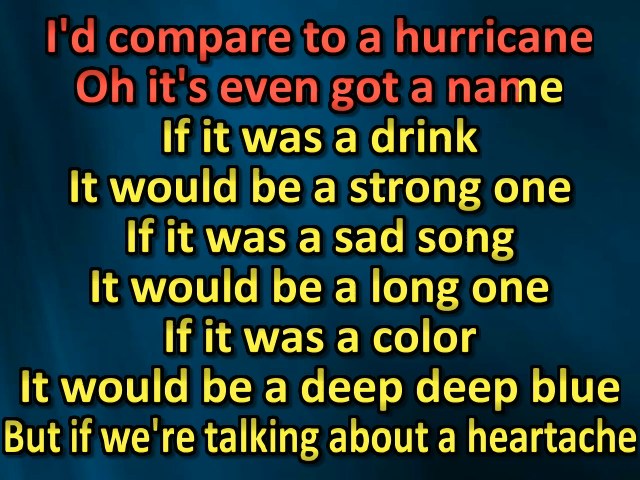 I'd compare to a hurricane
Oh it's even got a name
If it was a drink
It would be a strong one
If it was a sad song
It would be a long one
If it was a color
It would be a deep deep blue
But if we're talking about a heartache